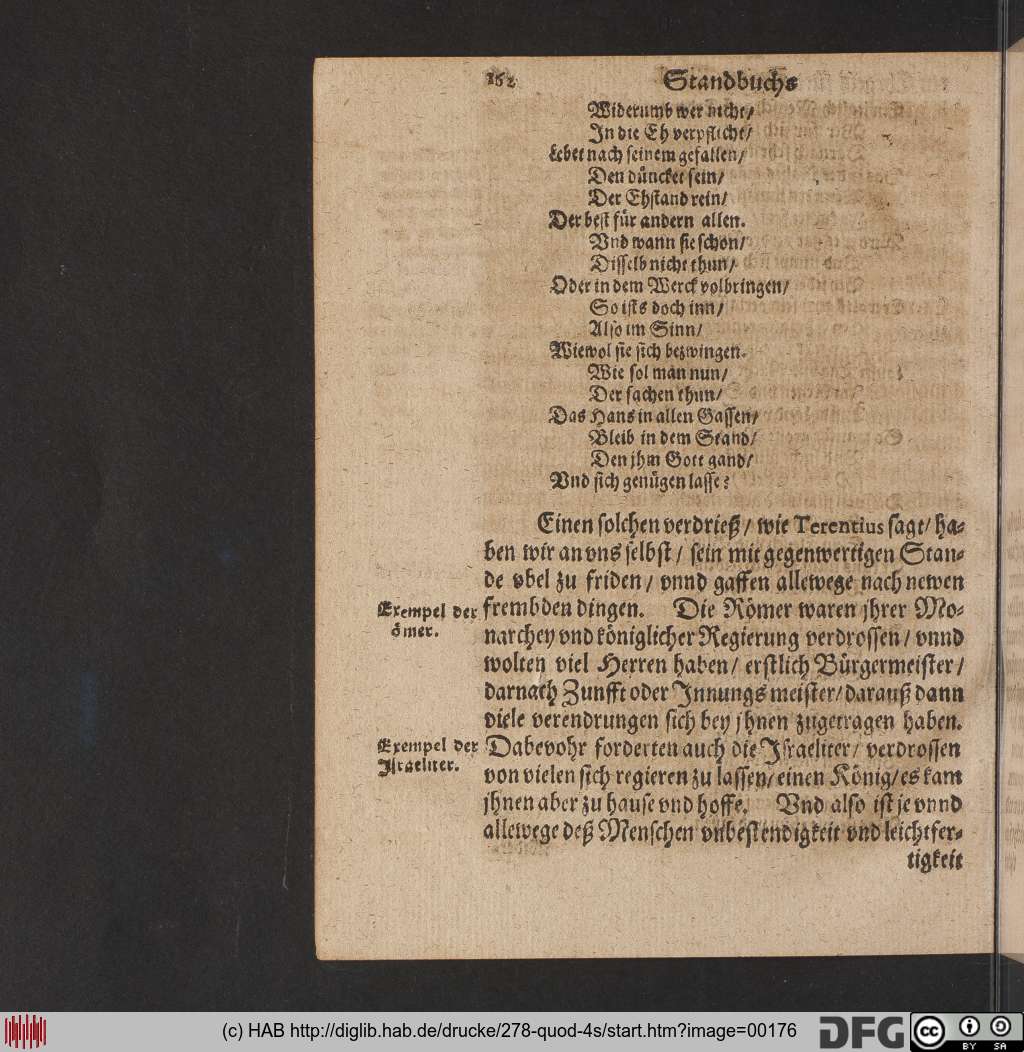 162 Standbuchs
Widerumb wer nicht/
In die Eh verpflicht/
Lebet nach seinem gefallen/
Den düncket sein/
Der Ehstand rein/
Der best für andern allen.
Vnd wann sie schon/
Disselb nicht thun/
Oder in dem Werck volbringen/
So ists doch inn/
Also im Sinn/
Wiewol sie sich bezwingen.
Wie sol man nun/
Der sachen thun/
Das Hans in allen Gassen/
Bleib in dem Stand/
Den jhm Gott gand/
Vnd sich genügen lasse?
Einen solchen verdrieß/ wie Terentius sagt/ ha-
ben wir an vns selbst/ sein mit gegenwertigen Stan-
de vbel zu friden/ vnnd gaffen allewege nach newen
frembden dingen. Die Römer waren jhrer Mo-
narchey vnd königlicher Regierung verdrossen/ vnnd
wolten viel Herren haben/ erstlich Bürgermeister/
darnach Zunfft oder Innungs meister/ darauß dann
viele verendrungen sich bey jhnen zugetragen haben.
Dabevohr forderten auch die Israeliter/ verdrossen
von vielen sich regieren zu lassen/ einen König/ es kam
jhnen aber zu hause vnd hoffe. Vnd also ist je vnnd
allewege deß Menschen vnbestendigkeit vnd leichtfer-
tigkeit
Exempel der
ömer.
Exempel der
Israeliter.
(c) HAB http://diglib.hab.de/drucke/278-quod-4s/start.htm?image=00176
DFG
cc
BY SA